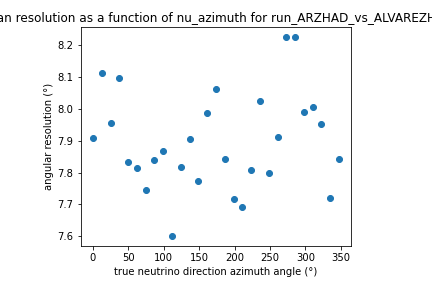 an resolution as a function of nu_azimuth for run_ARZHAD_vs_ALVAREZH
8.2
8.1
8.0
7.9
7.8
7.7
7.6
angular resolution (°)
0 50 100 150 200 250 300 350
true neutrino direction azimuth angle (°)